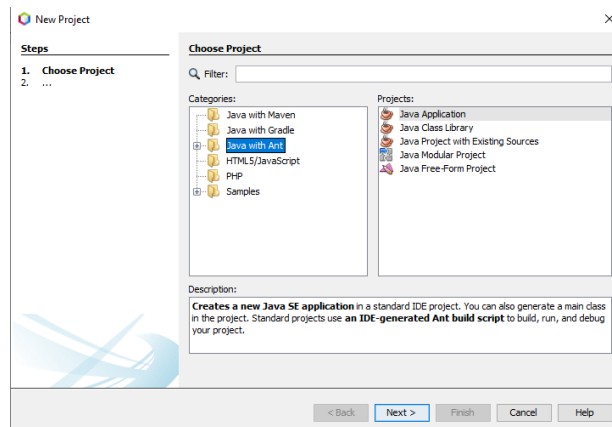 New Project
Steps
1. Choose Project
2. ...
Choose Project
Filter:
Categories:
Java with Maven
Java with Gradle
Java with Ant
HTML5/JavaScript
PHP
Samples
Projects:
Java Application
Java Class Library
Java Project with Existing Sources
Java Modular Project
Java Free-Form Project
Description:
Creates a new Java SE application in a standard IDE project. You can also generate a main class
in the project. Standard projects use an IDE-generated Ant build script to build, run, and debug
your project.
< Back Next > Finish Cancel Help